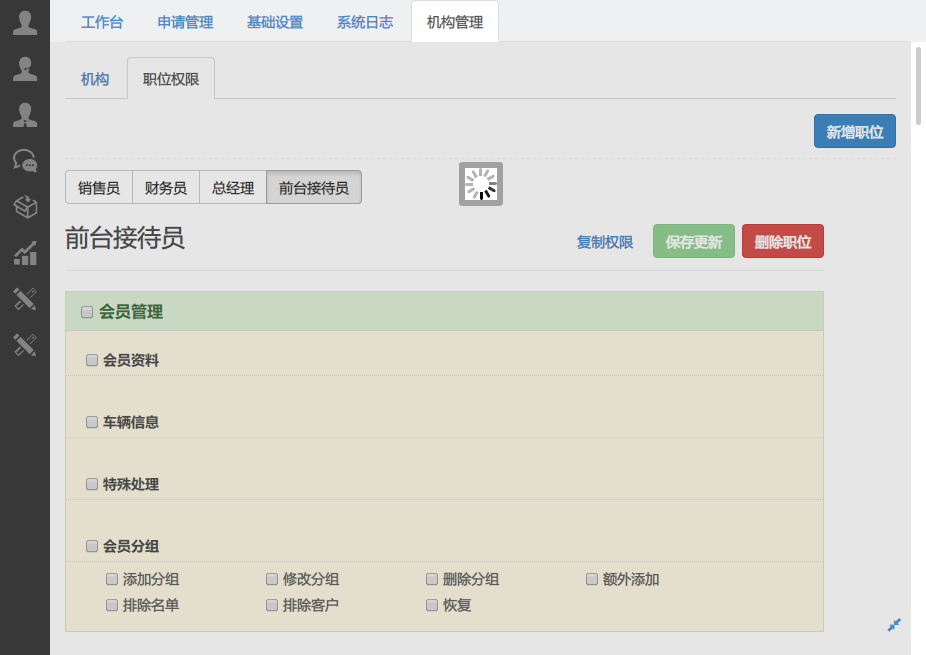 工作台 申请管理 基础设置 系统日志 机构管理
机构 职位权限
新增职位
销售员 财务员 总经理 前台接待员
前台接待员 复制权限 保存更新 删除职位
会员管理
会员资料
车辆信息
特殊处理
会员分组
添加分组 修改分组 删除分组 额外添加
排除名单 排除客户 恢复